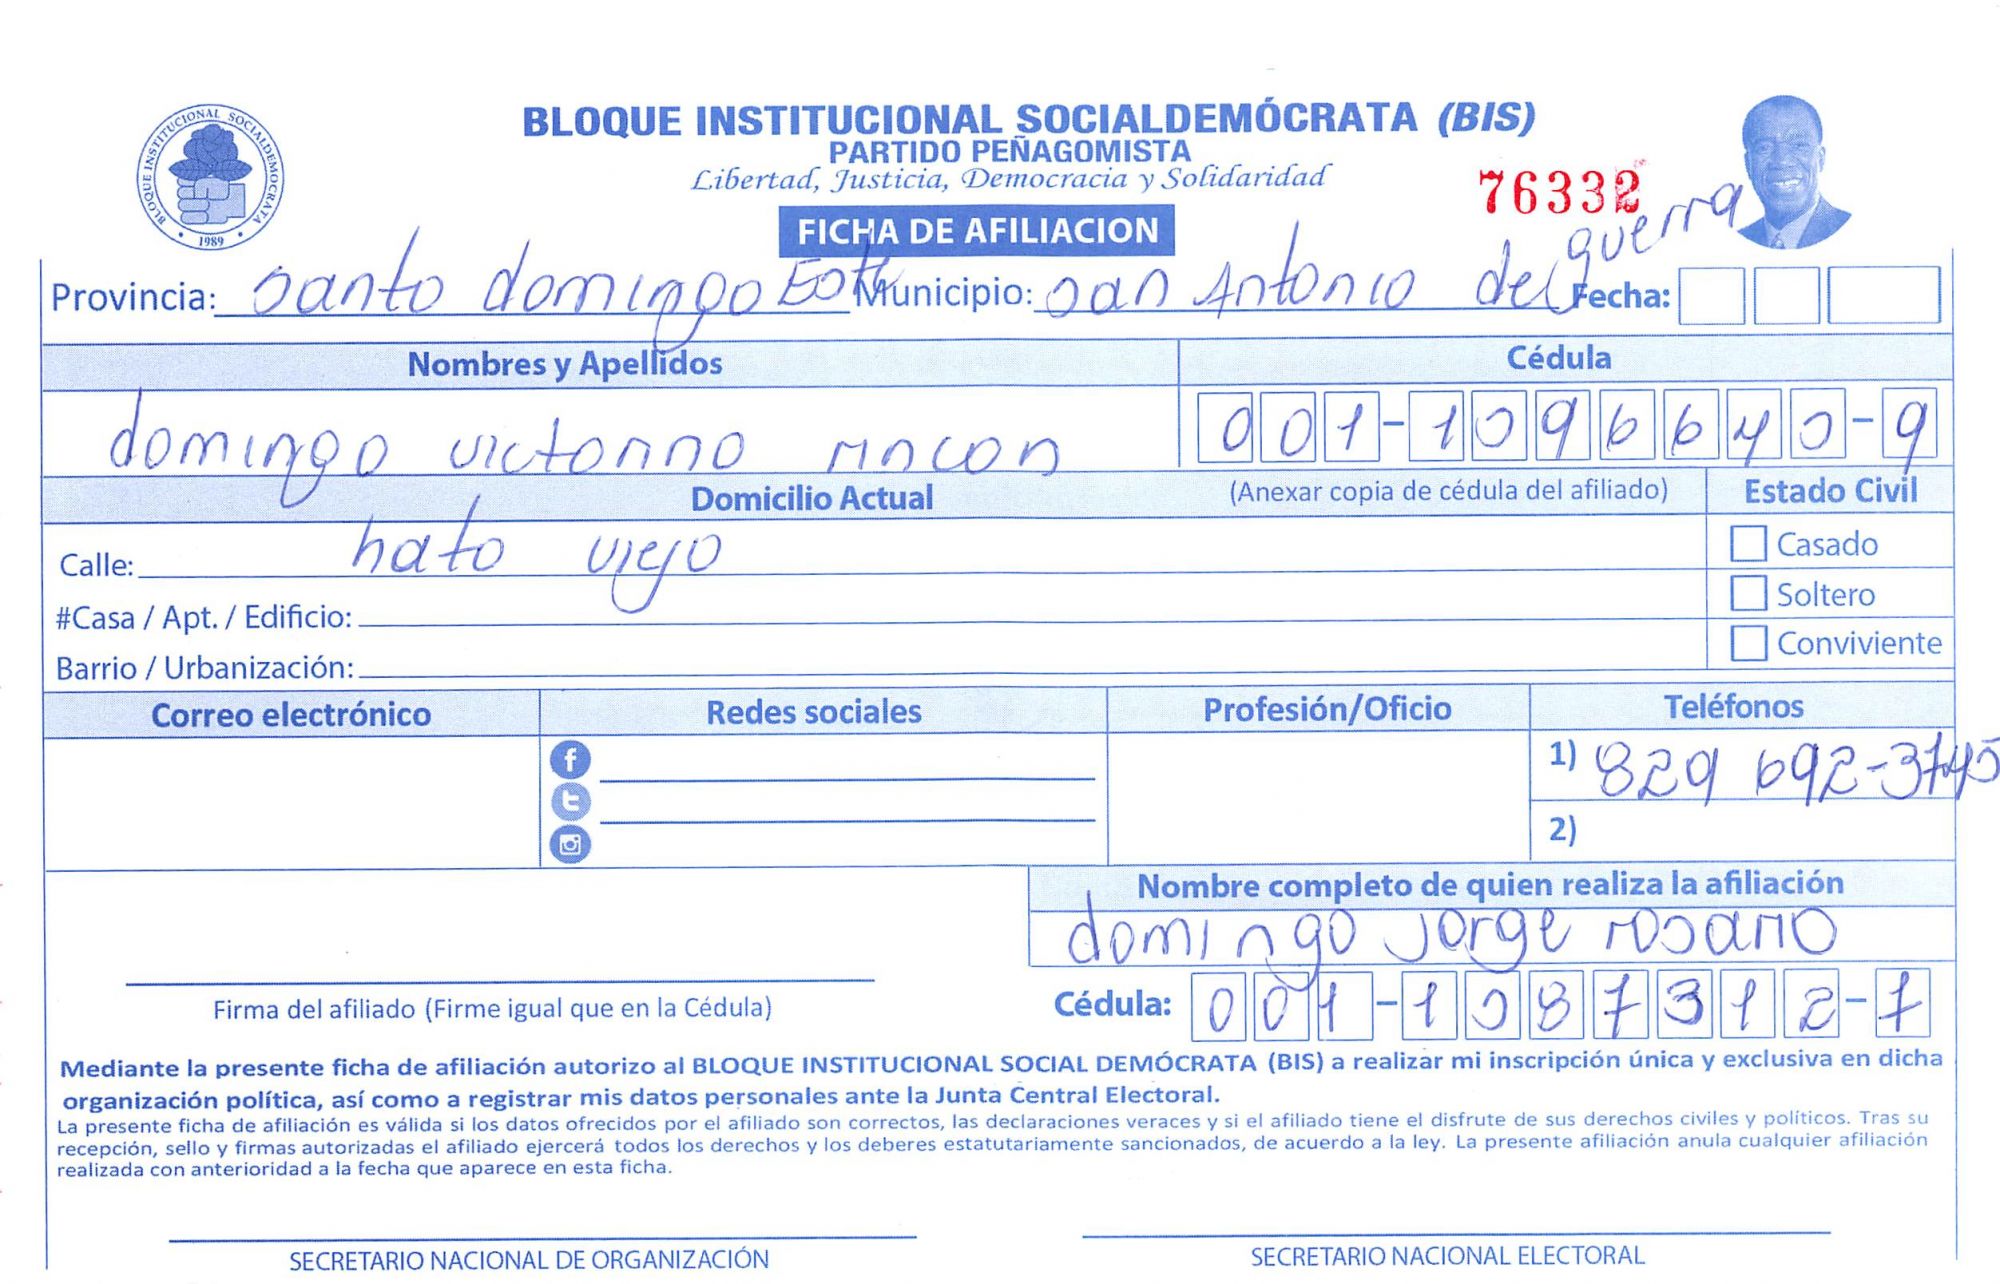 BLOQUE INSTITUCIONAL SOCIALDEMÓCRATA (BIS)
PARTIDO PEÑAGOMISTA
Libertad, Justicia, Democracia y Solidaridad
76332
BLOQUE INSTITUCIONAL SOCIALDEMOCRATA
1989
FICHA DE AFILIACION
Provincia: santo domingo Este Municipio: san Antonio del guerra Fecha:
Nombres y Apellidos Cédula
domingo victorino rincon 001-1096640-9
Domicilio Actual (Anexar copia de cédula del afiliado) Estado Civil
Calle: hato viejo Casado
#Casa / Apt. / Edificio: Soltero
Barrio / Urbanización: Conviviente
Correo electrónico Redes sociales Profesión/Oficio Teléfonos
1) 829 692-3745
2)
Nombre completo de quien realiza la afiliación
domingo jorge rosario
Firma del afiliado (Firme igual que en la Cédula) Cédula: 001-1087312-7
Mediante la presente ficha de afiliación autorizo al BLOQUE INSTITUCIONAL SOCIAL DEMÓCRATA (BIS) a realizar mi inscripción única y exclusiva en dicha
organización política, así como a registrar mis datos personales ante la Junta Central Electoral.
La presente ficha de afiliación es válida si los datos ofrecidos por el afiliado son correctos, las declaraciones veraces y si el afiliado tiene el disfrute de sus derechos civiles y políticos. Tras su
recepción, sello y firmas autorizadas el afiliado ejercerá todos los derechos y los deberes estatutariamente sancionados, de acuerdo a la ley. La presente afiliación anula cualquier afiliación
realizada con anterioridad a la fecha que aparece en esta ficha.
SECRETARIO NACIONAL DE ORGANIZACIÓN SECRETARIO NACIONAL ELECTORAL